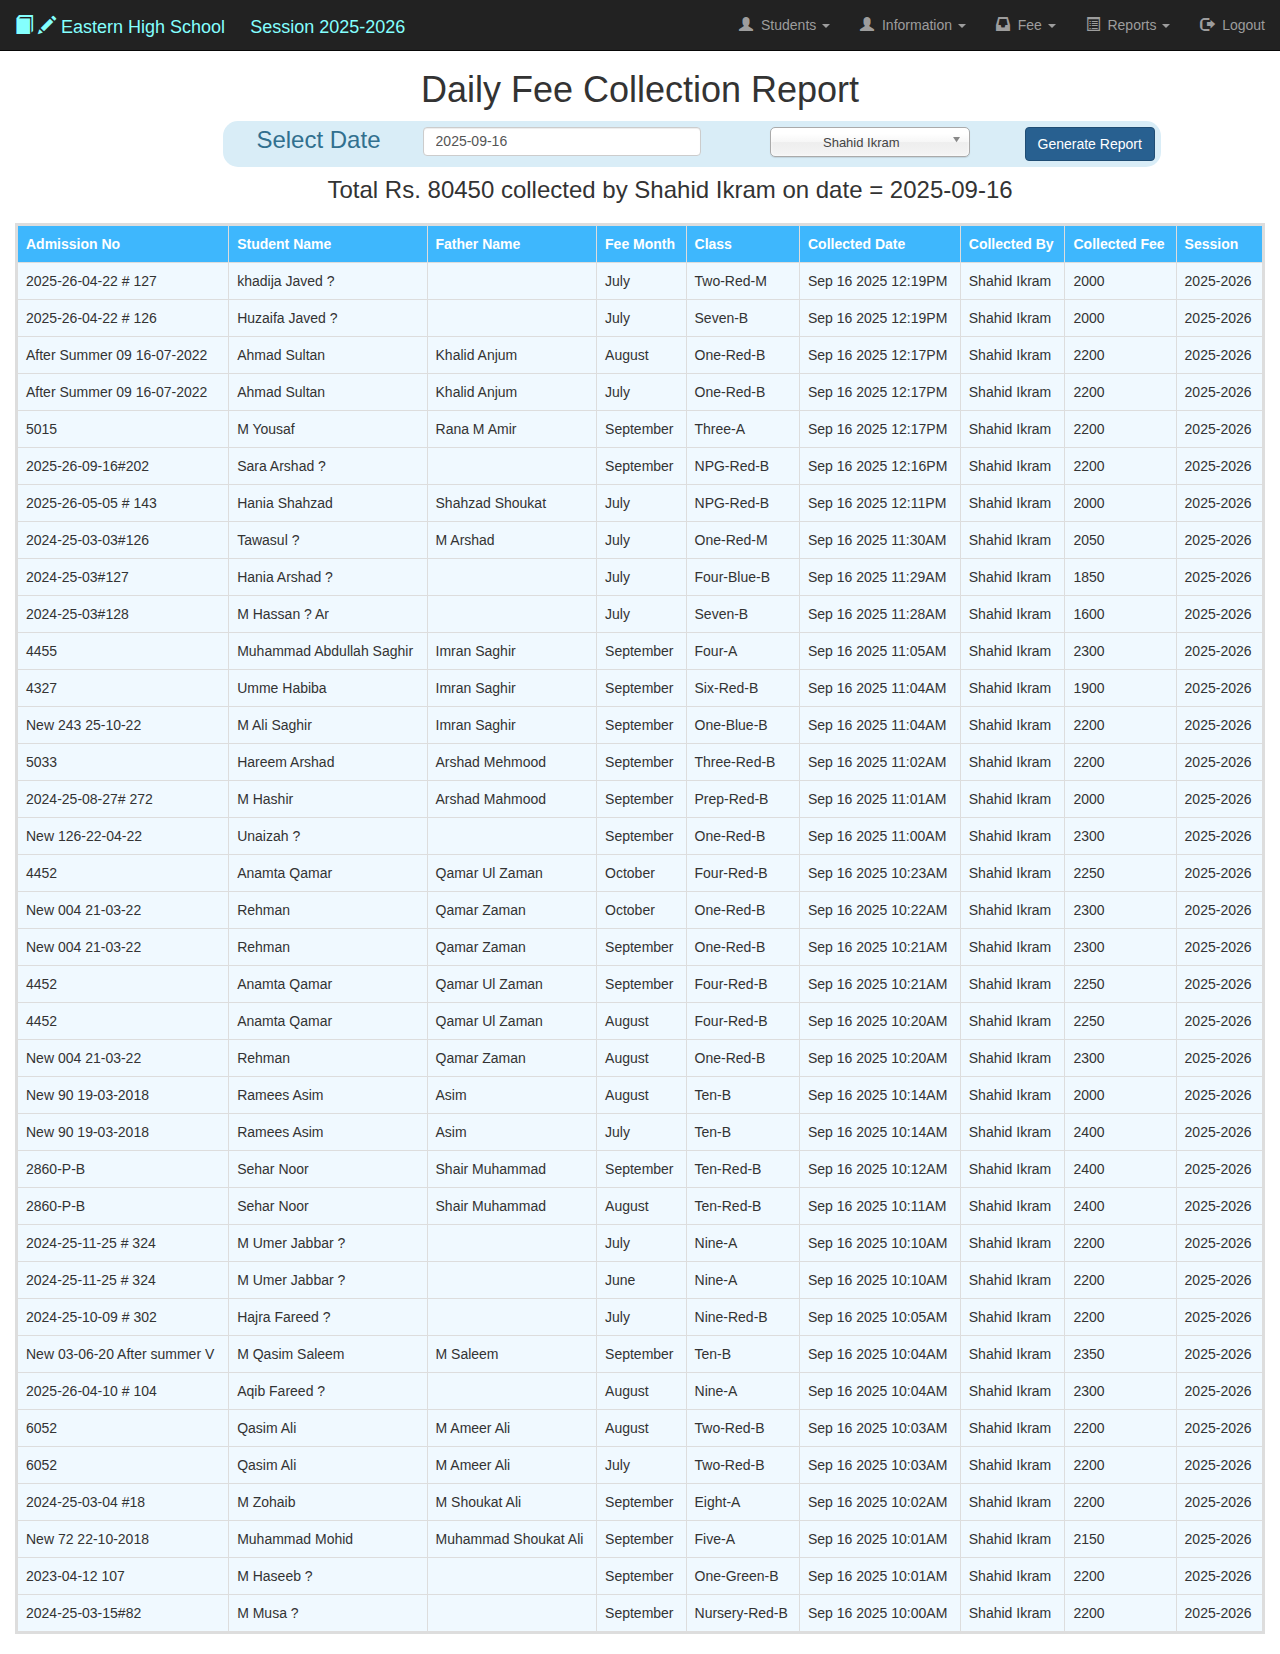 Eastern High School Session 2025-2026 Students Information Fee Reports Logout
Daily Fee Collection Report
Select Date 2025-09-16 Shahid Ikram Generate Report
Total Rs. 80450 collected by Shahid Ikram on date = 2025-09-16
Admission No Student Name Father Name Fee Month Class Collected Date Collected By Collected Fee Session
2025-26-04-22 # 127 khadija Javed ? July Two-Red-M Sep 16 2025 12:19PM Shahid Ikram 2000 2025-2026
2025-26-04-22 # 126 Huzaifa Javed ? July Seven-B Sep 16 2025 12:19PM Shahid Ikram 2000 2025-2026
After Summer 09 16-07-2022 Ahmad Sultan Khalid Anjum August One-Red-B Sep 16 2025 12:17PM Shahid Ikram 2200 2025-2026
After Summer 09 16-07-2022 Ahmad Sultan Khalid Anjum July One-Red-B Sep 16 2025 12:17PM Shahid Ikram 2200 2025-2026
5015 M Yousaf Rana M Amir September Three-A Sep 16 2025 12:17PM Shahid Ikram 2200 2025-2026
2025-26-09-16#202 Sara Arshad ? September NPG-Red-B Sep 16 2025 12:16PM Shahid Ikram 2200 2025-2026
2025-26-05-05 # 143 Hania Shahzad Shahzad Shoukat July NPG-Red-B Sep 16 2025 12:11PM Shahid Ikram 2000 2025-2026
2024-25-03-03#126 Tawasul ? M Arshad July One-Red-M Sep 16 2025 11:30AM Shahid Ikram 2050 2025-2026
2024-25-03#127 Hania Arshad ? July Four-Blue-B Sep 16 2025 11:29AM Shahid Ikram 1850 2025-2026
2024-25-03#128 M Hassan ? Ar July Seven-B Sep 16 2025 11:28AM Shahid Ikram 1600 2025-2026
4455 Muhammad Abdullah Saghir Imran Saghir September Four-A Sep 16 2025 11:05AM Shahid Ikram 2300 2025-2026
4327 Umme Habiba Imran Saghir September Six-Red-B Sep 16 2025 11:04AM Shahid Ikram 1900 2025-2026
New 243 25-10-22 M Ali Saghir Imran Saghir September One-Blue-B Sep 16 2025 11:04AM Shahid Ikram 2200 2025-2026
5033 Hareem Arshad Arshad Mehmood September Three-Red-B Sep 16 2025 11:02AM Shahid Ikram 2200 2025-2026
2024-25-08-27# 272 M Hashir Arshad Mahmood September Prep-Red-B Sep 16 2025 11:01AM Shahid Ikram 2000 2025-2026
New 126-22-04-22 Unaizah ? September One-Red-B Sep 16 2025 11:00AM Shahid Ikram 2300 2025-2026
4452 Anamta Qamar Qamar Ul Zaman October Four-Red-B Sep 16 2025 10:23AM Shahid Ikram 2250 2025-2026
New 004 21-03-22 Rehman Qamar Zaman October One-Red-B Sep 16 2025 10:22AM Shahid Ikram 2300 2025-2026
New 004 21-03-22 Rehman Qamar Zaman September One-Red-B Sep 16 2025 10:21AM Shahid Ikram 2300 2025-2026
4452 Anamta Qamar Qamar Ul Zaman September Four-Red-B Sep 16 2025 10:21AM Shahid Ikram 2250 2025-2026
4452 Anamta Qamar Qamar Ul Zaman August Four-Red-B Sep 16 2025 10:20AM Shahid Ikram 2250 2025-2026
New 004 21-03-22 Rehman Qamar Zaman August One-Red-B Sep 16 2025 10:20AM Shahid Ikram 2300 2025-2026
New 90 19-03-2018 Ramees Asim Asim August Ten-B Sep 16 2025 10:14AM Shahid Ikram 2000 2025-2026
New 90 19-03-2018 Ramees Asim Asim July Ten-B Sep 16 2025 10:14AM Shahid Ikram 2400 2025-2026
2860-P-B Sehar Noor Shair Muhammad September Ten-Red-B Sep 16 2025 10:12AM Shahid Ikram 2400 2025-2026
2860-P-B Sehar Noor Shair Muhammad August Ten-Red-B Sep 16 2025 10:11AM Shahid Ikram 2400 2025-2026
2024-25-11-25 # 324 M Umer Jabbar ? July Nine-A Sep 16 2025 10:10AM Shahid Ikram 2200 2025-2026
2024-25-11-25 # 324 M Umer Jabbar ? June Nine-A Sep 16 2025 10:10AM Shahid Ikram 2200 2025-2026
2024-25-10-09 # 302 Hajra Fareed ? July Nine-Red-B Sep 16 2025 10:05AM Shahid Ikram 2200 2025-2026
New 03-06-20 After summer V M Qasim Saleem M Saleem September Ten-B Sep 16 2025 10:04AM Shahid Ikram 2350 2025-2026
2025-26-04-10 # 104 Aqib Fareed ? August Nine-A Sep 16 2025 10:04AM Shahid Ikram 2300 2025-2026
6052 Qasim Ali M Ameer Ali August Two-Red-B Sep 16 2025 10:03AM Shahid Ikram 2200 2025-2026
6052 Qasim Ali M Ameer Ali July Two-Red-B Sep 16 2025 10:03AM Shahid Ikram 2200 2025-2026
2024-25-03-04 #18 M Zohaib M Shoukat Ali September Eight-A Sep 16 2025 10:02AM Shahid Ikram 2200 2025-2026
New 72 22-10-2018 Muhammad Mohid Muhammad Shoukat Ali September Five-A Sep 16 2025 10:01AM Shahid Ikram 2150 2025-2026
2023-04-12 107 M Haseeb ? September One-Green-B Sep 16 2025 10:01AM Shahid Ikram 2200 2025-2026
2024-25-03-15#82 M Musa ? September Nursery-Red-B Sep 16 2025 10:00AM Shahid Ikram 2200 2025-2026